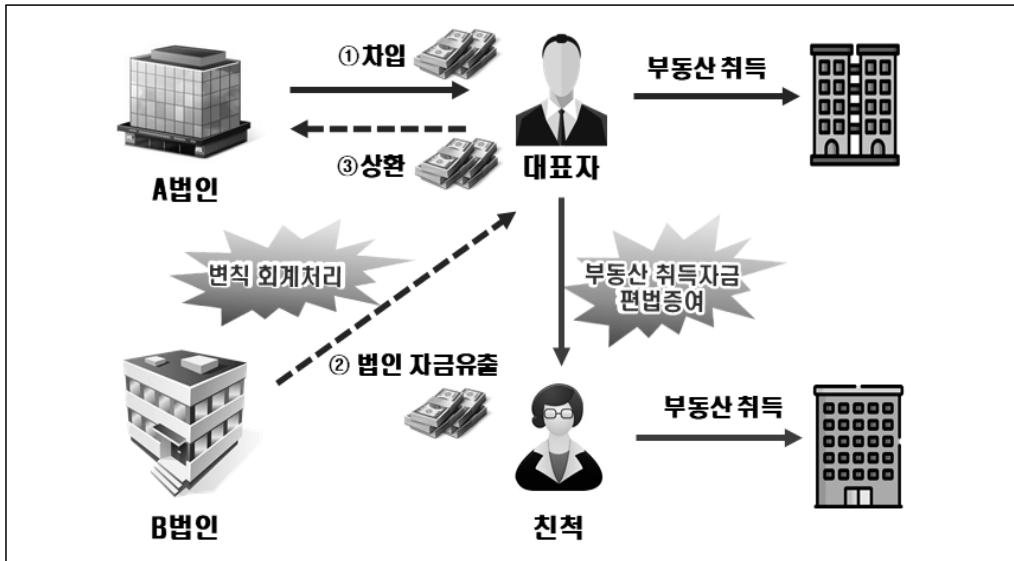 ① 차입
부동산 취득
③ 상환
대표자
A법인
변칙 회계처리
부동산 취득자금
편법증여
② 법인 자금유출
부동산 취득
B법인
친척